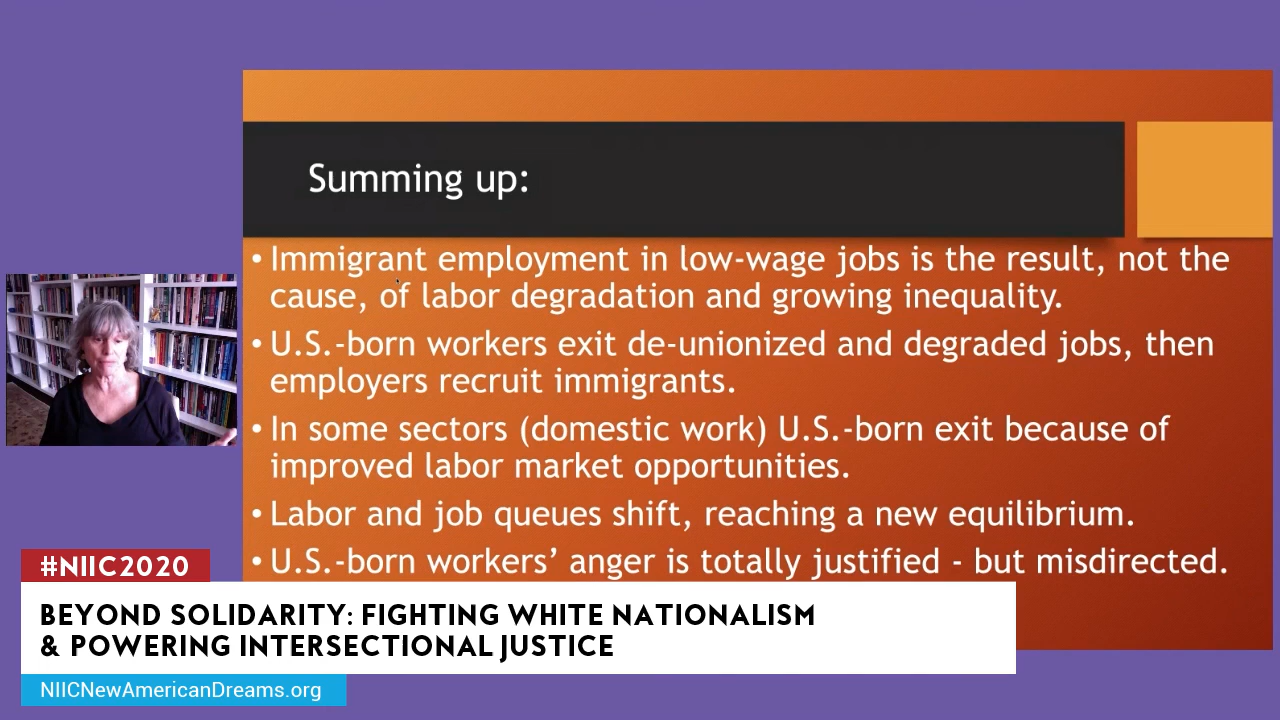 Summing up:
• Immigrant employment in low-wage jobs is the result, not the
cause, of labor degradation and growing inequality.
• U.S.-born workers exit de-unionized and degraded jobs, then
employers recruit immigrants.
• In some sectors (domestic work) U.S.-born exit because of
improved labor market opportunities.
• Labor and job queues shift, reaching a new equilibrium.
• U.S.-born workers’ anger is totally justified - but misdirected.
#NIIC2020
BEYOND SOLIDARITY: FIGHTING WHITE NATIONALISM
& POWERING INTERSECTIONAL JUSTICE
NIICNewAmericanDreams.org